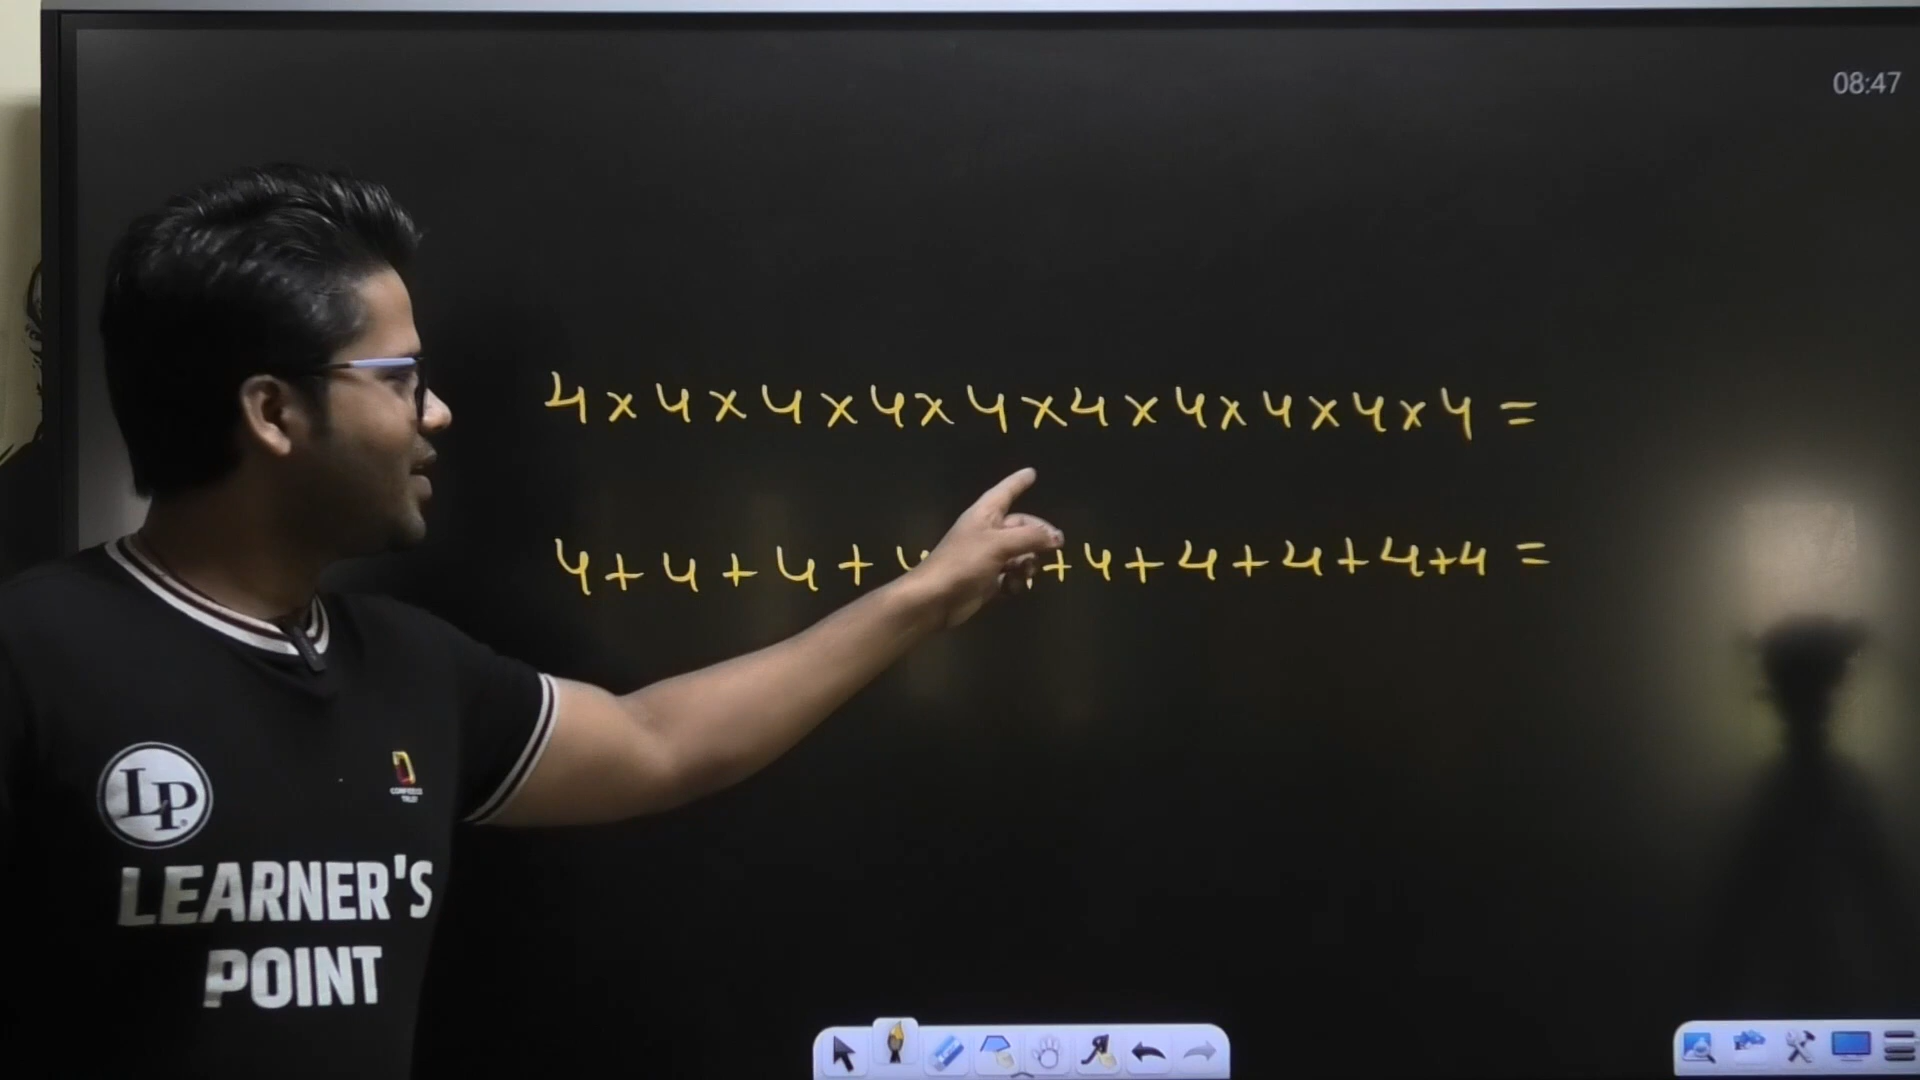 08:47
4 × 4 × 4 × 4 × 4 × 4 × 4 × 4 × 4 × 4 =
4 + 4 + 4 + + 4 + 4 + 4 + 4 + 4 =
LP
LEARNER'S
POINT